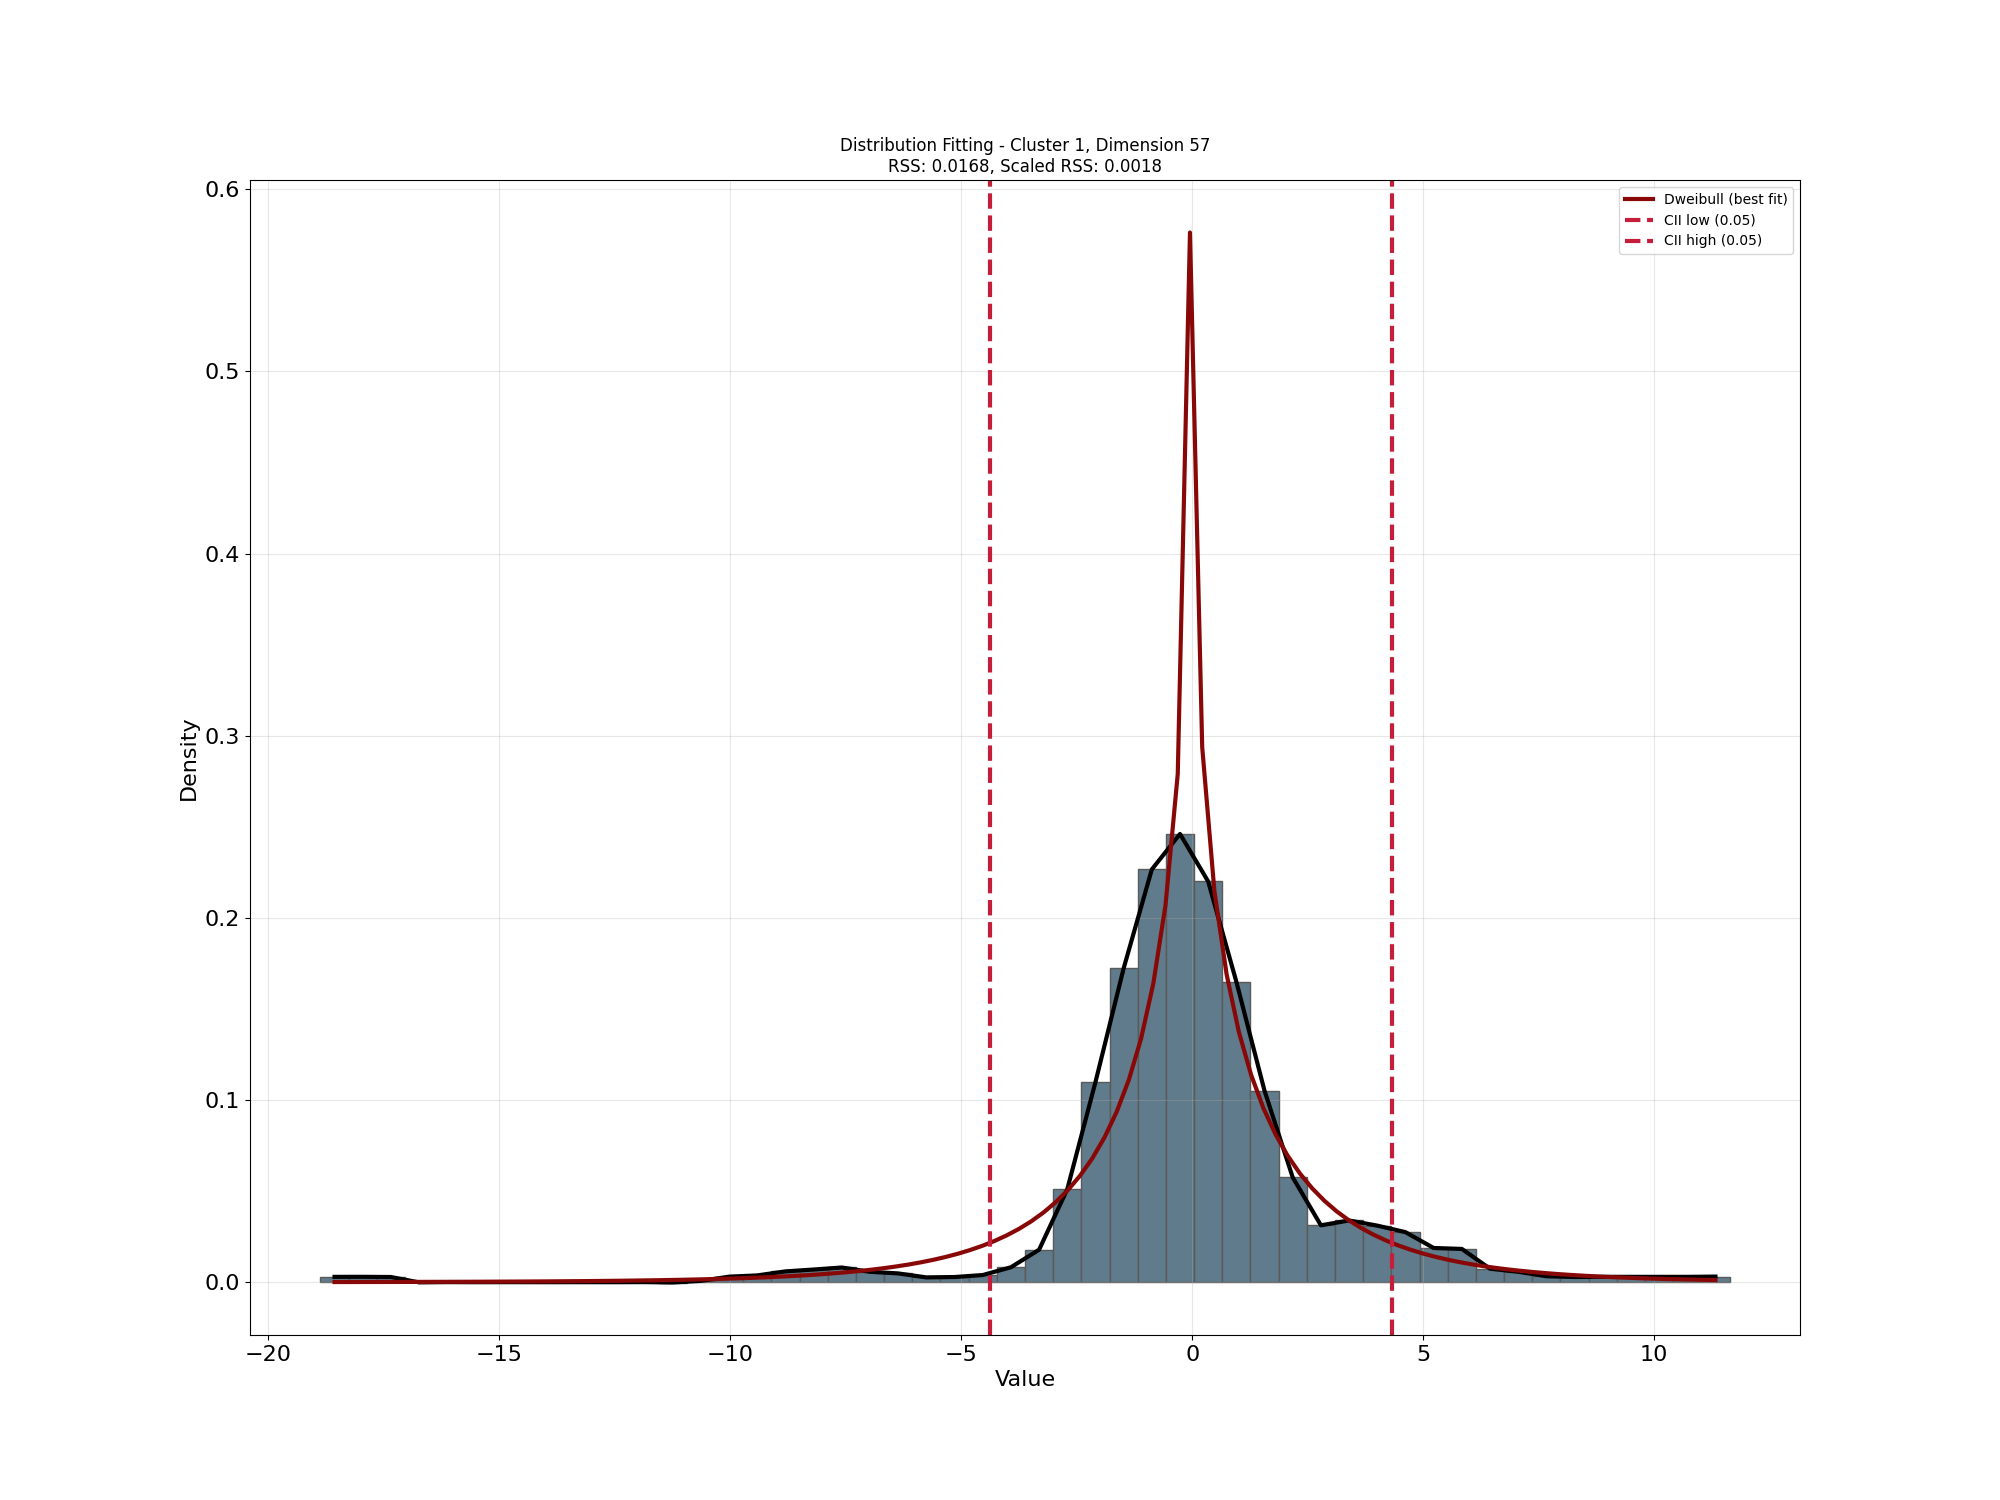 Distribution Fitting - Cluster 1, Dimension 57
RSS: 0.0168, Scaled RSS: 0.0018
Dweibull (best fit)
CII low (0.05)
CII high (0.05)
0.6
0.5
0.4
0.3
0.2
0.1
0.0
Density
−20 −15 −10 −5 0 5 10
Value